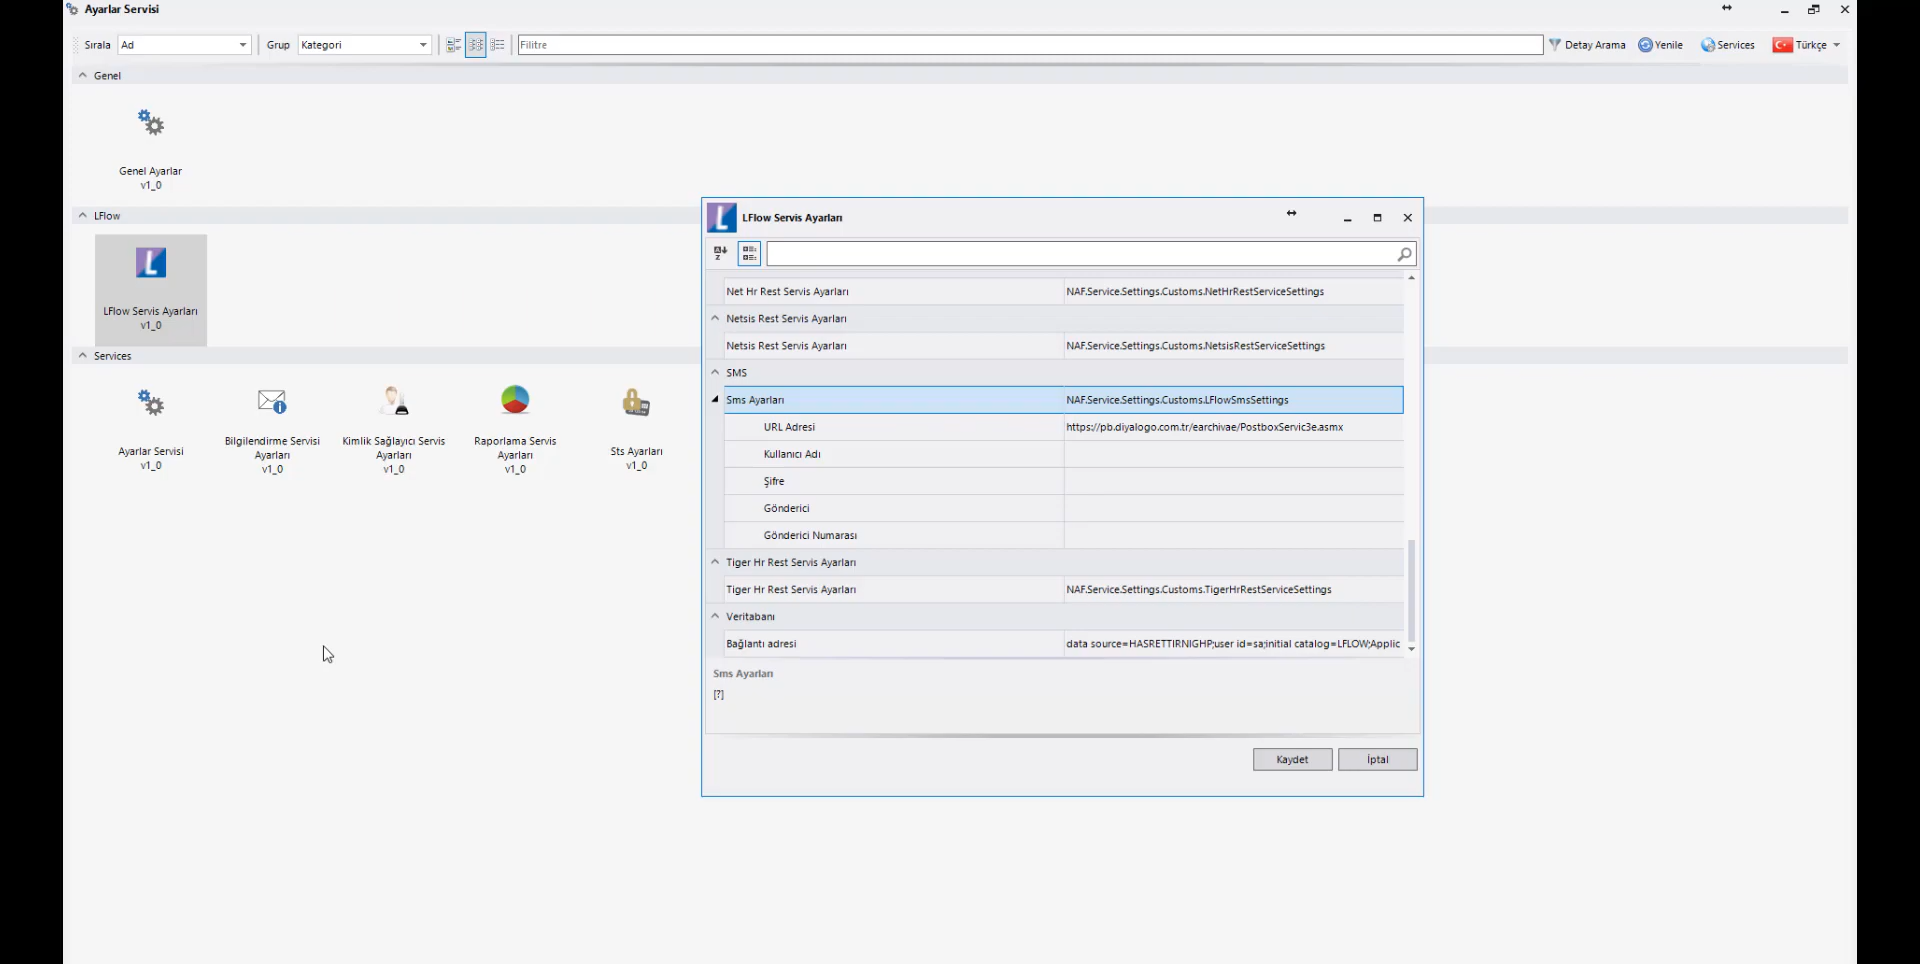 Ayarlar Servisi
Sırala Ad Grup Kategori Filtre Detay Arama Yenile Services Türkçe
Genel
Genel Ayarlar
v1_0
LFlow
LFlow Servis Ayarları
v1_0
Services
Ayarlar Servisi
v1_0
Bilgilendirme Servisi
Ayarları
v1_0
Kimlik Sağlayıcı Servis
Ayarları
v1_0
Raporlama Servis
Ayarları
v1_0
Sts Ayarları
v1_0
LFlow Servis Ayarları
Net Hr Rest Servis Ayarları NAF.Service.Settings.Customs.NetHrRestServiceSettings
Netsis Rest Servis Ayarları
Netsis Rest Servis Ayarları NAF.Service.Settings.Customs.NetsisRestServiceSettings
SMS
Sms Ayarları NAF.Service.Settings.Customs.LFlowSmsSettings
URL Adresi https://pb.diyalogo.com.tr/earchivae/PostboxServic3e.asmx
Kullanıcı Adı
Şifre
Gönderici
Gönderici Numarası
Tiger Hr Rest Servis Ayarları
Tiger Hr Rest Servis Ayarları NAF.Service.Settings.Customs.TigerHrRestServiceSettings
Veritabanı
Bağlantı adresi data source=HASRETTIRNIGHP;user id=sa;initial catalog=LFLOW;Applic
Sms Ayarları
[?]
Kaydet İptal